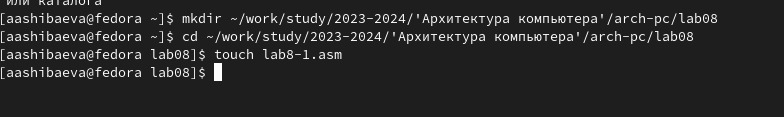 или каталога
[aashibaeva@fedora ~]$ mkdir ~/work/study/2023-2024/'Архитектура компьютера'/arch-pc/lab08
[aashibaeva@fedora ~]$ cd ~/work/study/2023-2024/'Архитектура компьютера'/arch-pc/lab08
[aashibaeva@fedora lab08]$ touch lab8-1.asm
[aashibaeva@fedora lab08]$